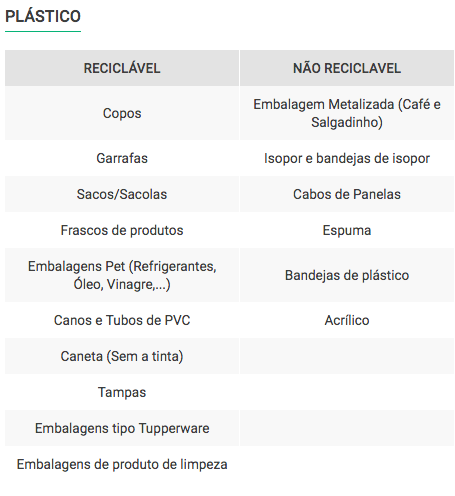 PLÁSTICO
RECICLÁVEL NÃO RECICLAVEL
Copos Embalagem Metalizada (Café e
Salgadinho)
Garrafas Isopor e bandejas de isopor
Sacos/Sacolas Cabos de Panelas
Frascos de produtos Espuma
Embalagens Pet (Refrigerantes,
Óleo, Vinagre,...) Bandejas de plástico
Canos e Tubos de PVC Acrílico
Caneta (Sem a tinta)
Tampas
Embalagens tipo Tupperware
Embalagens de produto de limpeza